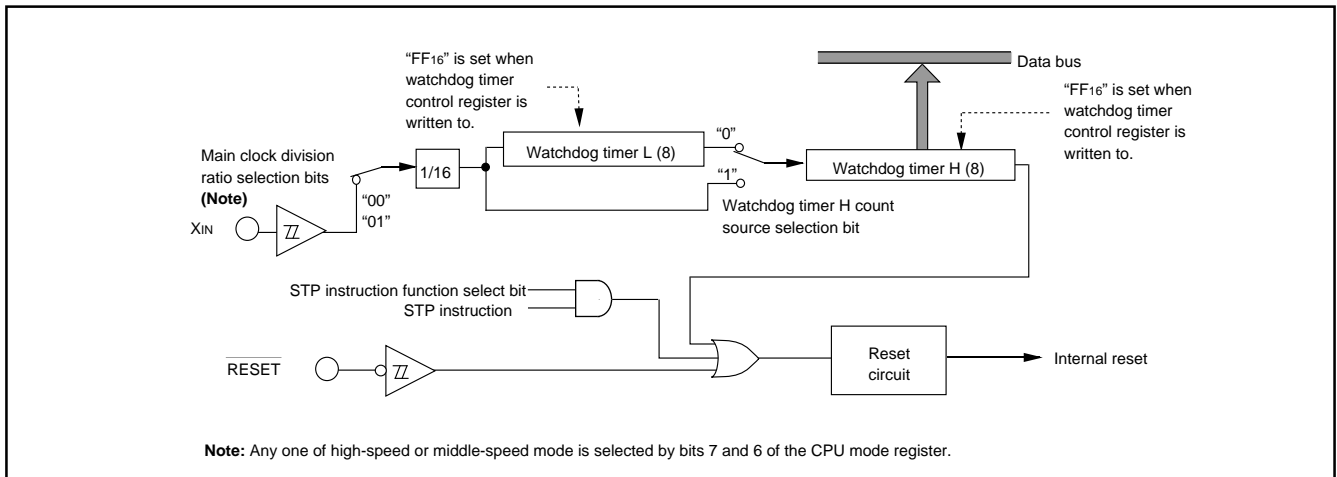 “FF16” is set when
watchdog timer
control register is
written to.
Data bus
“FF16” is set when
watchdog timer
control register is
written to.
“0”
Watchdog timer L (8)
Watchdog timer H (8)
Main clock division
ratio selection bits
(Note)
1/16
“1”
“00”
“01”
Watchdog timer H count
source selection bit
XIN
STP instruction function select bit
STP instruction
RESET
Reset
circuit
Internal reset
Note: Any one of high-speed or middle-speed mode is selected by bits 7 and 6 of the CPU mode register.